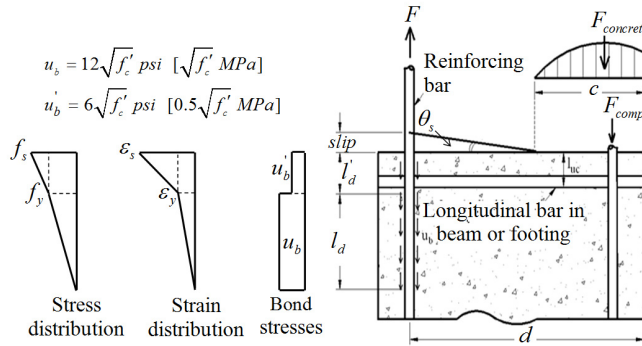 u_b = 12√f'_c psi [√f'_c MPa]
u'_b = 6√f'_c psi [0.5√f'_c MPa]
f_s
f_y
ε_s
ε_y
u'_b
u_b
Stress distribution
Strain distribution
Bond stresses
F
F_concret
c
F_comp
Reinforcing
bar
θ_s
slip
l'_d
l_uc
l_d
u_b
Longitudinal bar in
beam or footing
d